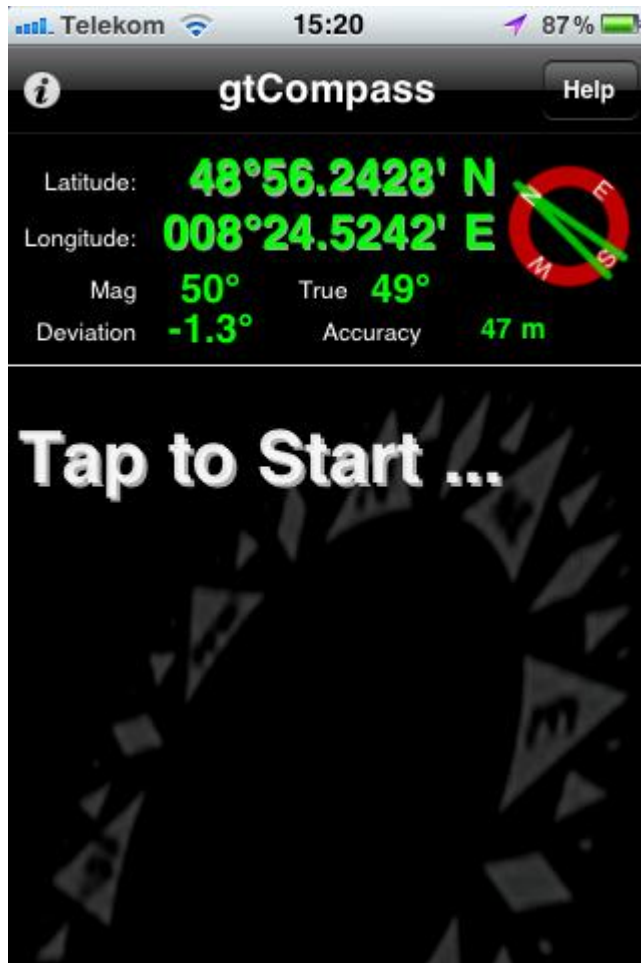 Telekom 15:20 87%
gtCompass Help
Latitude: 48°56.2428' N
Longitude: 008°24.5242' E
Mag 50° True 49°
Deviation -1.3° Accuracy 47 m
N E S W
Tap to Start ...